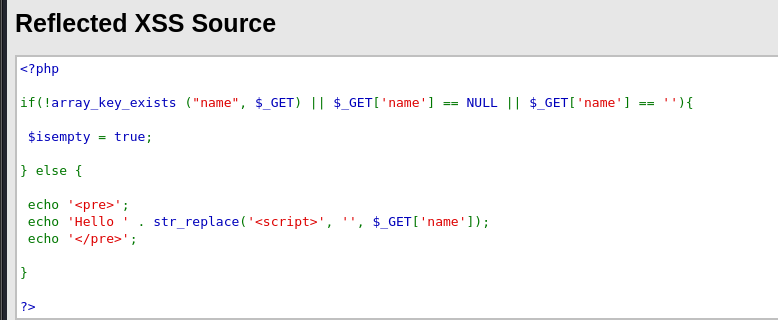 Reflected XSS Source
<?php
if(!array_key_exists ("name", $_GET) || $_GET['name'] == NULL || $_GET['name'] == ''){
$isempty = true;
} else {
echo '<pre>';
echo 'Hello ' . str_replace('<script>', '', $_GET['name']);
echo '</pre>';
}
?>